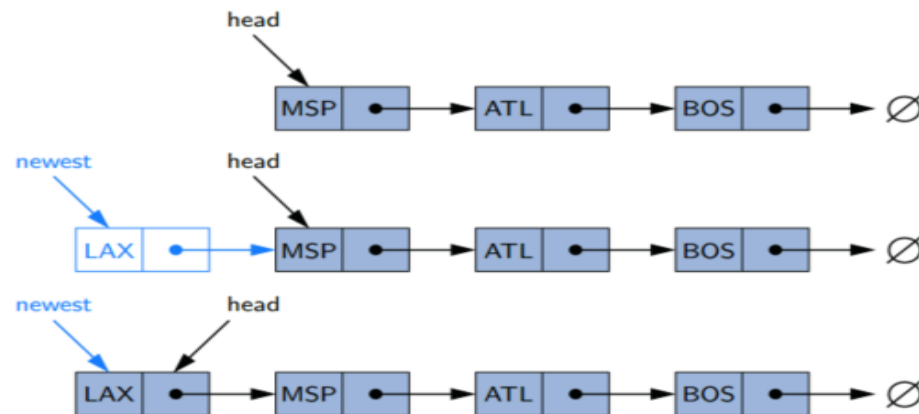 head
MSP ATL BOS ∅
newest head
LAX MSP ATL BOS ∅
newest head
LAX MSP ATL BOS ∅